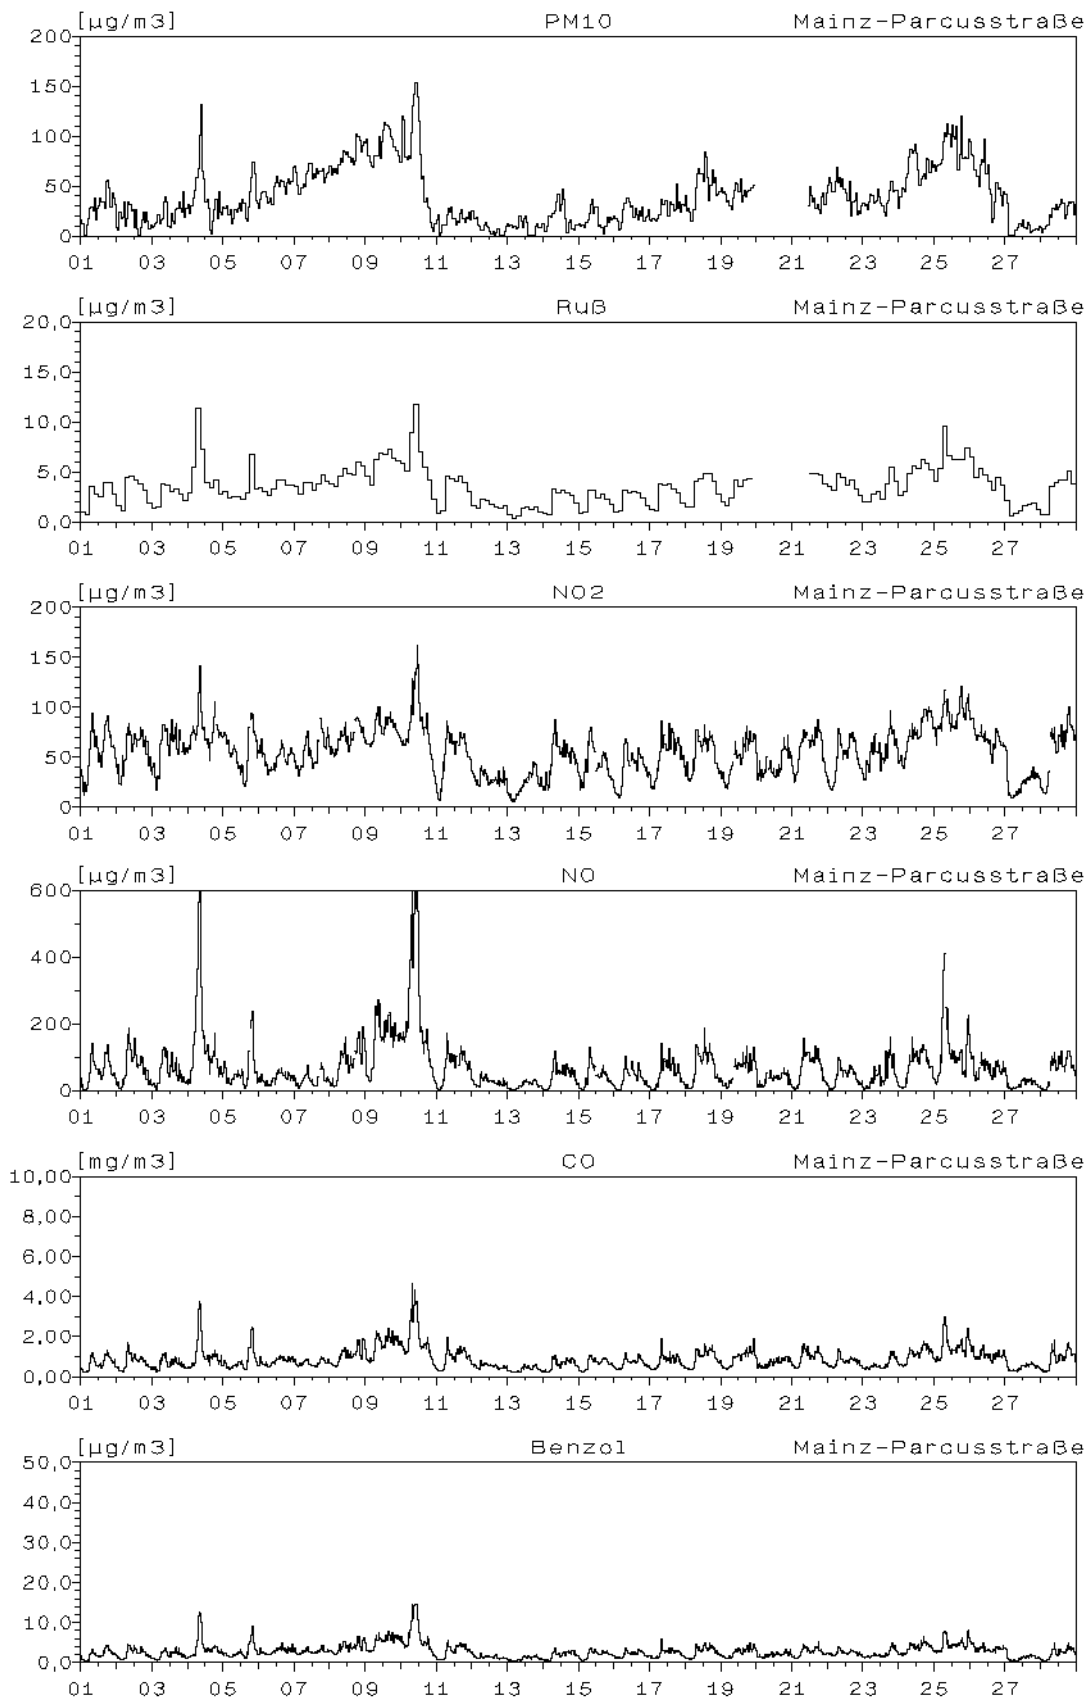 [µg/m3] PM10 Mainz-Parcusstraße
200
150
100
50
0
01 03 05 07 09 11 13 15 17 19 21 23 25 27
[µg/m3] Ruß Mainz-Parcusstraße
20,0
15,0
10,0
5,0
0,0
01 03 05 07 09 11 13 15 17 19 21 23 25 27
[µg/m3] NO2 Mainz-Parcusstraße
200
150
100
50
0
01 03 05 07 09 11 13 15 17 19 21 23 25 27
[µg/m3] NO Mainz-Parcusstraße
600
400
200
0
01 03 05 07 09 11 13 15 17 19 21 23 25 27
[mg/m3] CO Mainz-Parcusstraße
10,00
8,00
6,00
4,00
2,00
0,00
01 03 05 07 09 11 13 15 17 19 21 23 25 27
[µg/m3] Benzol Mainz-Parcusstraße
50,0
40,0
30,0
20,0
10,0
0,0
01 03 05 07 09 11 13 15 17 19 21 23 25 27